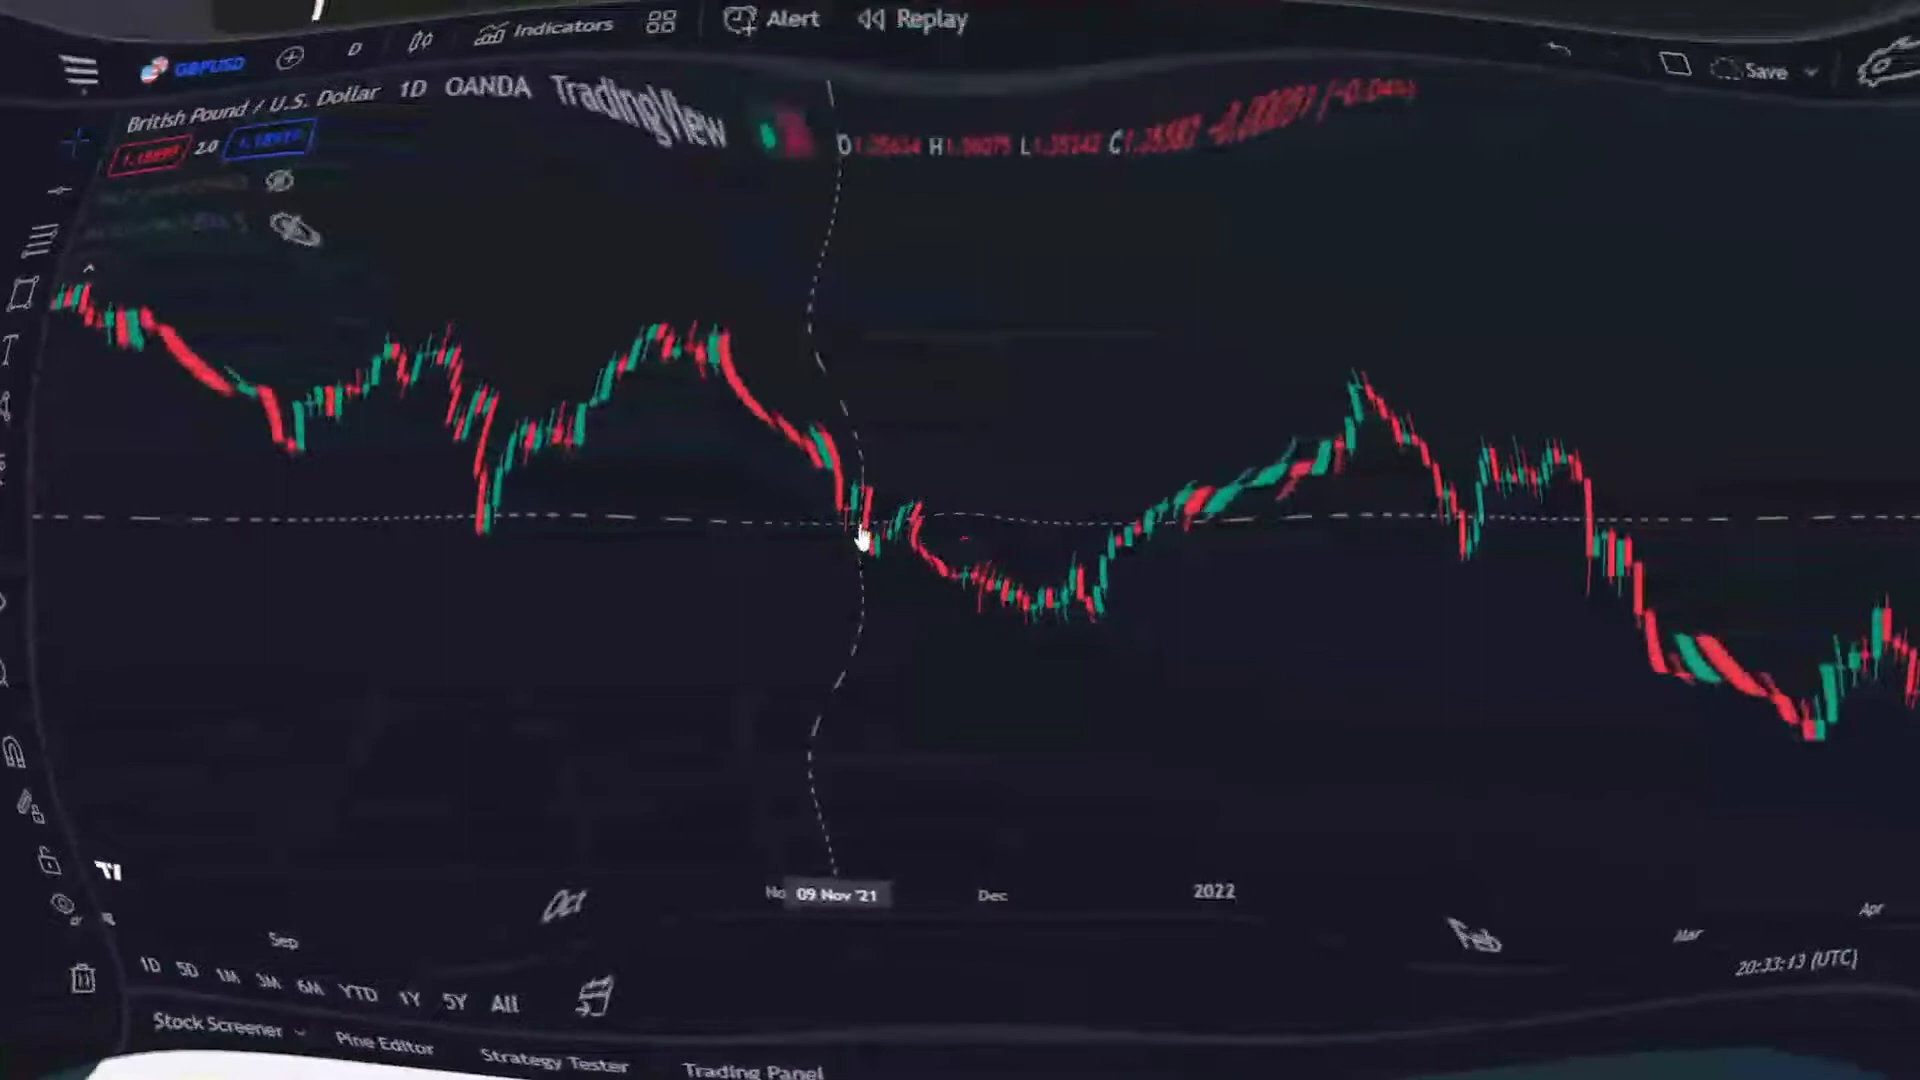 GBPUSD D Indicators Alert Replay Save
British Pound / U.S. Dollar 1D OANDA TradingView
2.0
O H L C
Sep Oct No 09 Nov '21 Dec 2022 Feb Mar Apr
1D 5D 1M 3M 6M YTD 1Y 5Y All
20:33:13 (UTC)
Stock Screener Pine Editor Strategy Tester Trading Panel